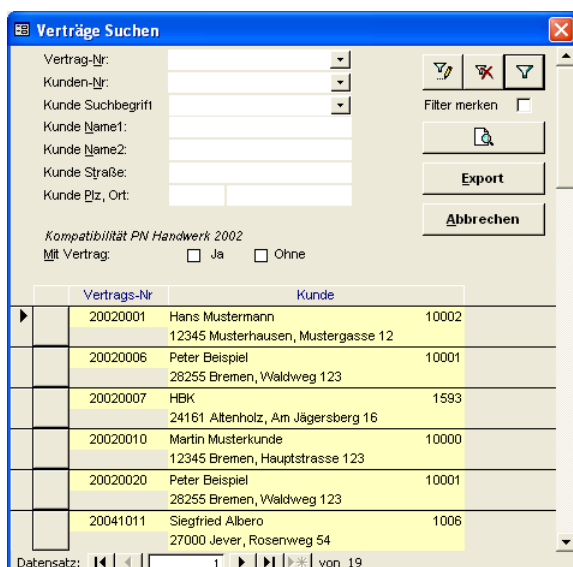 Verträge Suchen
Vertrag-Nr:
Kunden-Nr:
Kunde Suchbegriff
Filter merken
Kunde Name1:
Kunde Name2:
Kunde Straße:
Export
Kunde Plz, Ort:
Abbrechen
Kompatibilität PN Handwerk 2002
Mit Vertrag: Ja Ohne
Vertrags-Nr Kunde
20020001 Hans Mustermann 10002
12345 Musterhausen, Mustergasse 12
20020006 Peter Beispiel 10001
28255 Bremen, Waldweg 123
20020007 HBK 1593
24161 Altenholz, Am Jägersberg 16
20020010 Martin Musterkunde 10000
12345 Bremen, Hauptstrasse 123
20020020 Peter Beispiel 10001
28255 Bremen, Waldweg 123
20041011 Siegfried Albero 1006
27000 Jever, Rosenweg 54
Datensatz: 1 von 19